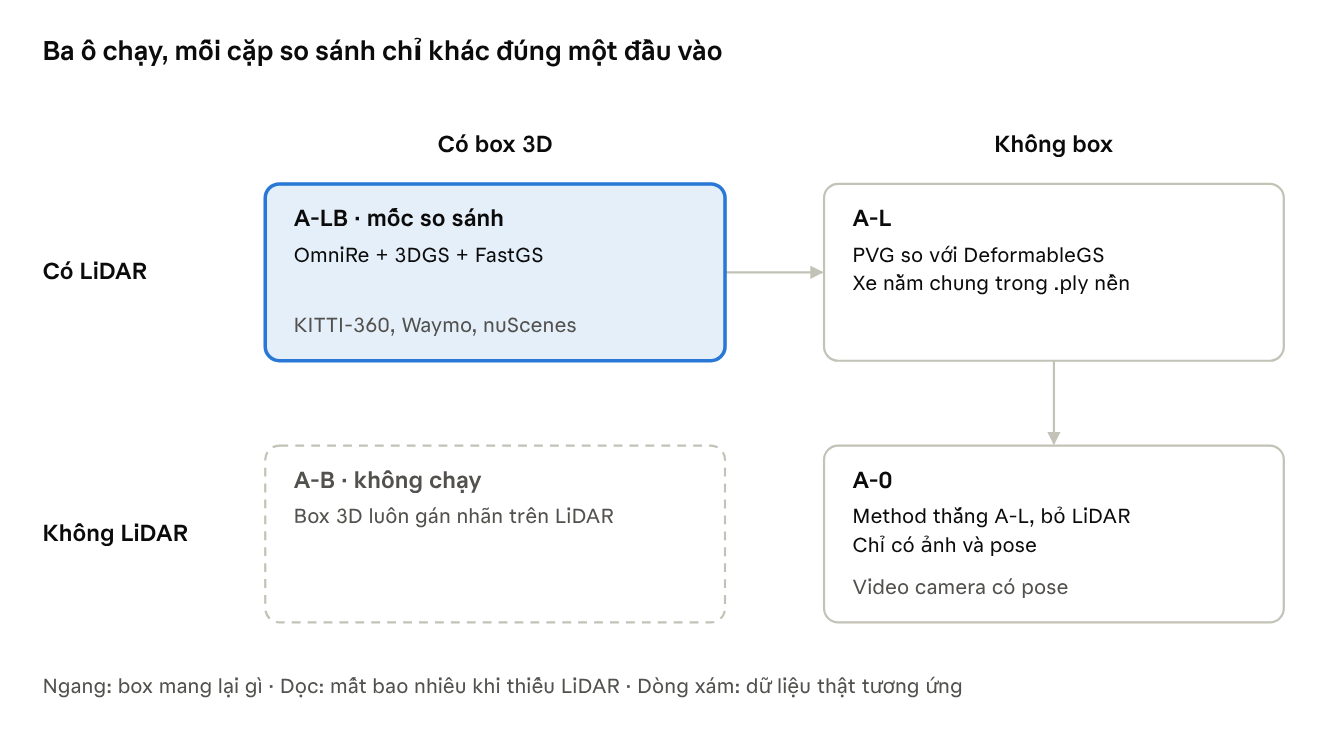 Ba ô chạy, mỗi cặp so sánh chỉ khác đúng một đầu vào
Có box 3D
Không box
Có LiDAR
A-LB · mốc so sánh
OmniRe + 3DGS + FastGS
KITTI-360, Waymo, nuScenes
A-L
PVG so với DeformableGS
Xe nằm chung trong .ply nền
Không LiDAR
A-B · không chạy
Box 3D luôn gán nhãn trên LiDAR
A-0
Method thắng A-L, bỏ LiDAR
Chỉ có ảnh và pose
Video camera có pose
Ngang: box mang lại gì · Dọc: mất bao nhiêu khi thiếu LiDAR · Dòng xám: dữ liệu thật tương ứng